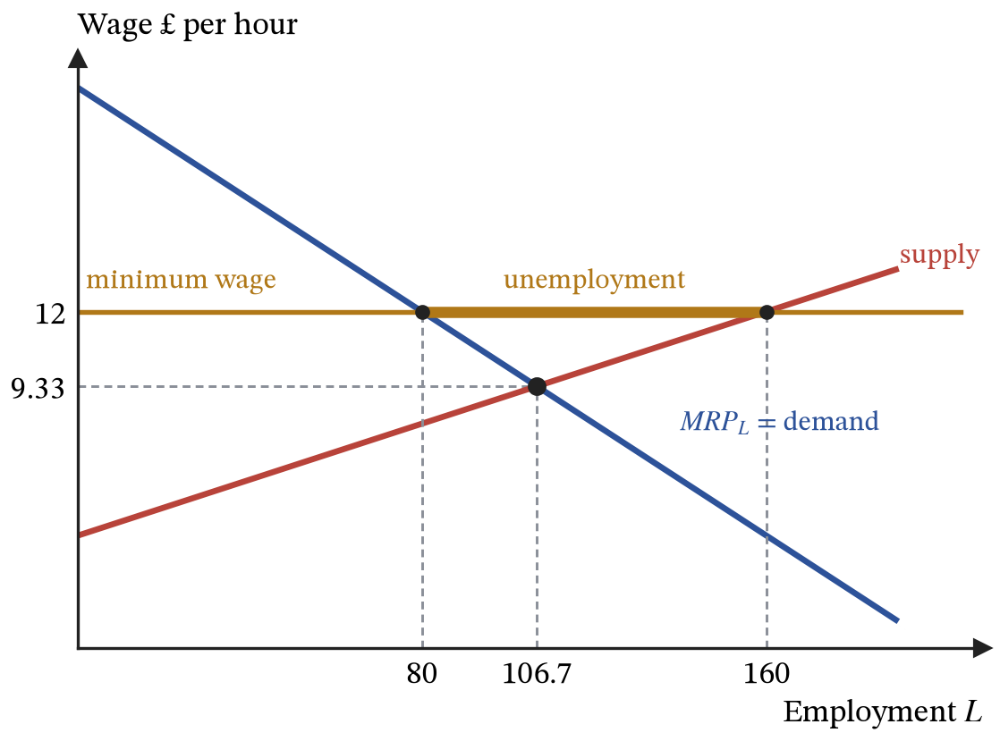 Wage £ per hour
supply
minimum wage
unemployment
12
9.33
MRP_L = demand
80
106.7
160
Employment L